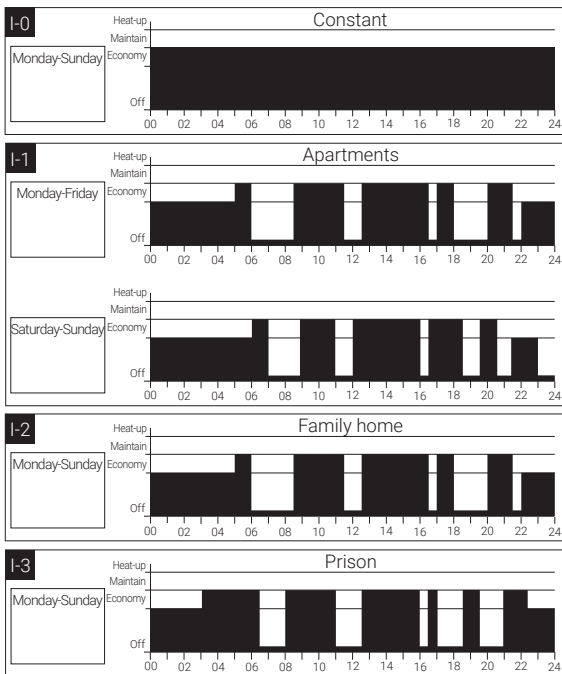 I-0
Constant
Heat-up
Maintain
Monday-Sunday
Economy
Off
00 02 04 06 08 10 12 14 16 18 20 22 24
I-1
Apartments
Heat-up
Maintain
Monday-Friday
Economy
Off
00 02 04 06 08 10 12 14 16 18 20 22 24
Heat-up
Maintain
Saturday-Sunday
Economy
Off
00 02 04 06 08 10 12 14 16 18 20 22 24
I-2
Family home
Heat-up
Maintain
Monday-Sunday
Economy
Off
00 02 04 06 08 10 12 14 16 18 20 22 24
I-3
Prison
Heat-up
Maintain
Monday-Sunday
Economy
Off
00 02 04 06 08 10 12 14 16 18 20 22 24